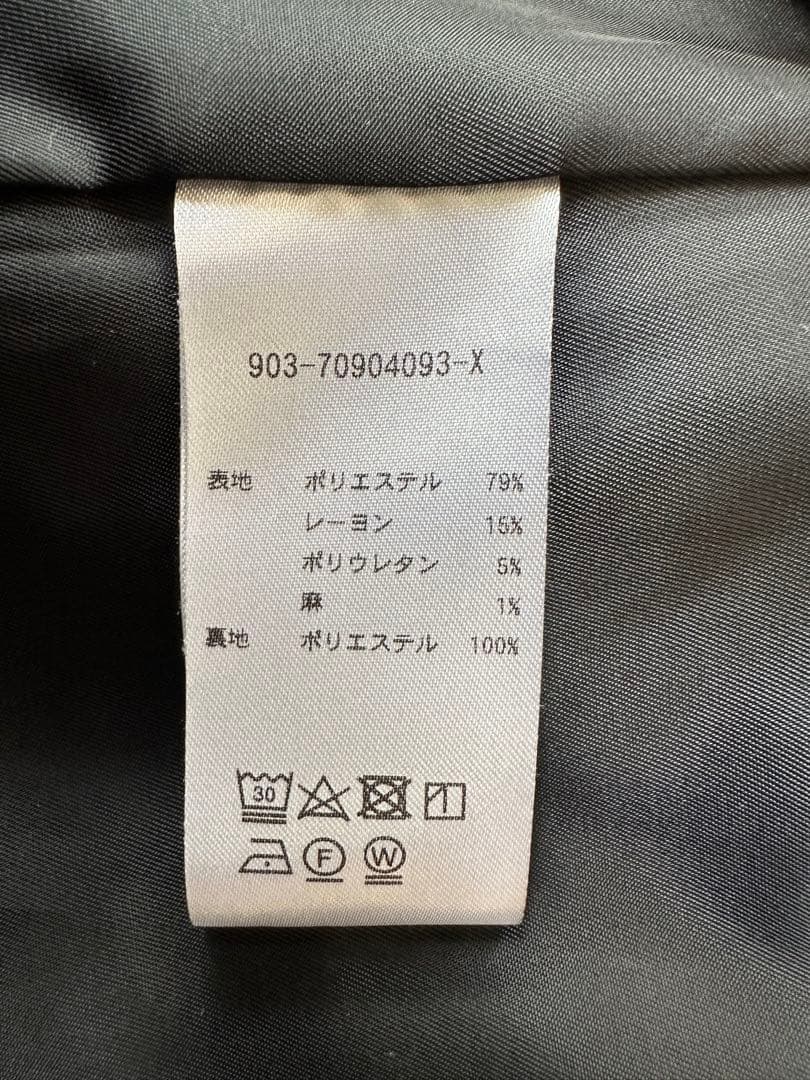 903-70904093-X
表地 ポリエステル 79%
レーヨン 15%
ポリウレタン 5%
麻 1%
裏地 ポリエステル 100%
30
F W